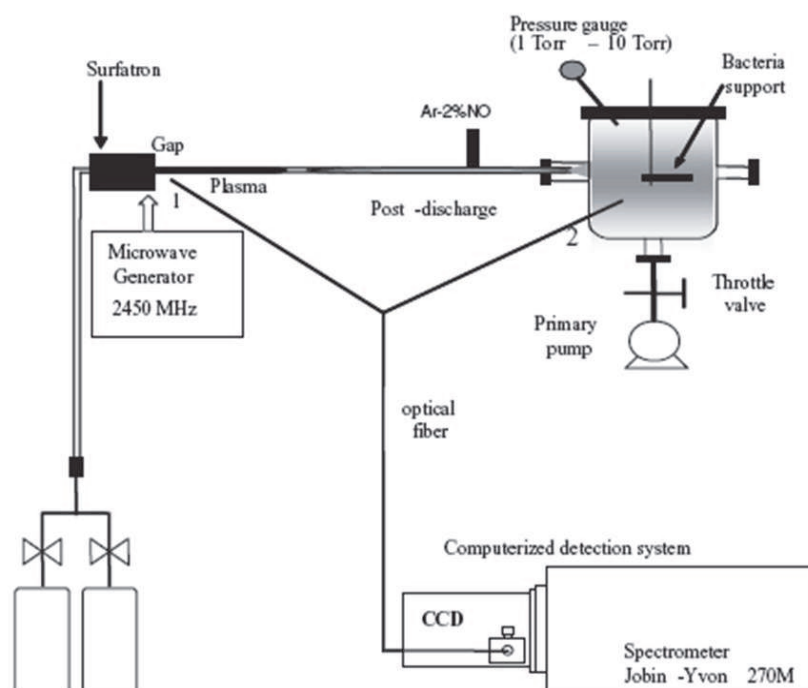 Pressure gauge
(1 Torr – 10 Torr)
Bacteria
support
Surfatron
Ar-2%NO
Gap
Plasma
1
Post -discharge
2
Microwave
Generator
2450 MHz
Throttle
valve
Primary
pump
optical
fiber
Computerized detection system
CCD
Spectrometer
Jobin -Yvon 270M